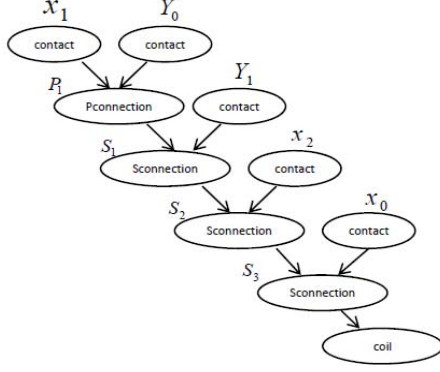 x₁ Y₀
contact contact
P₁ Y₁
Pconnection contact
S₁ x₂
Sconnection contact
S₂ x₀
Sconnection contact
S₃
Sconnection
coil